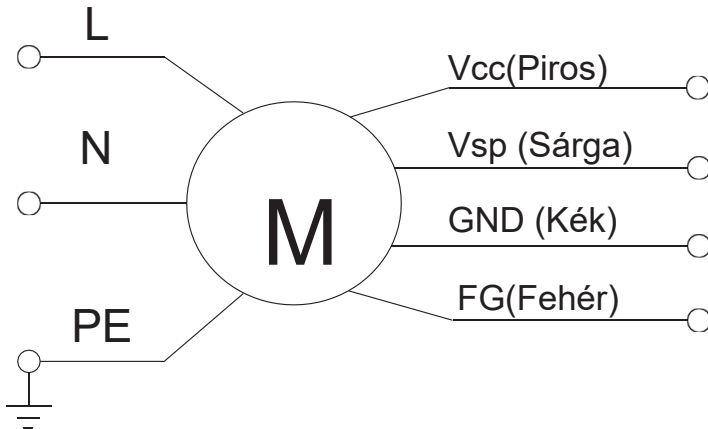 L
Vcc(Piros)
N
Vsp (Sárga)
M
GND (Kék)
PE
FG(Fehér)